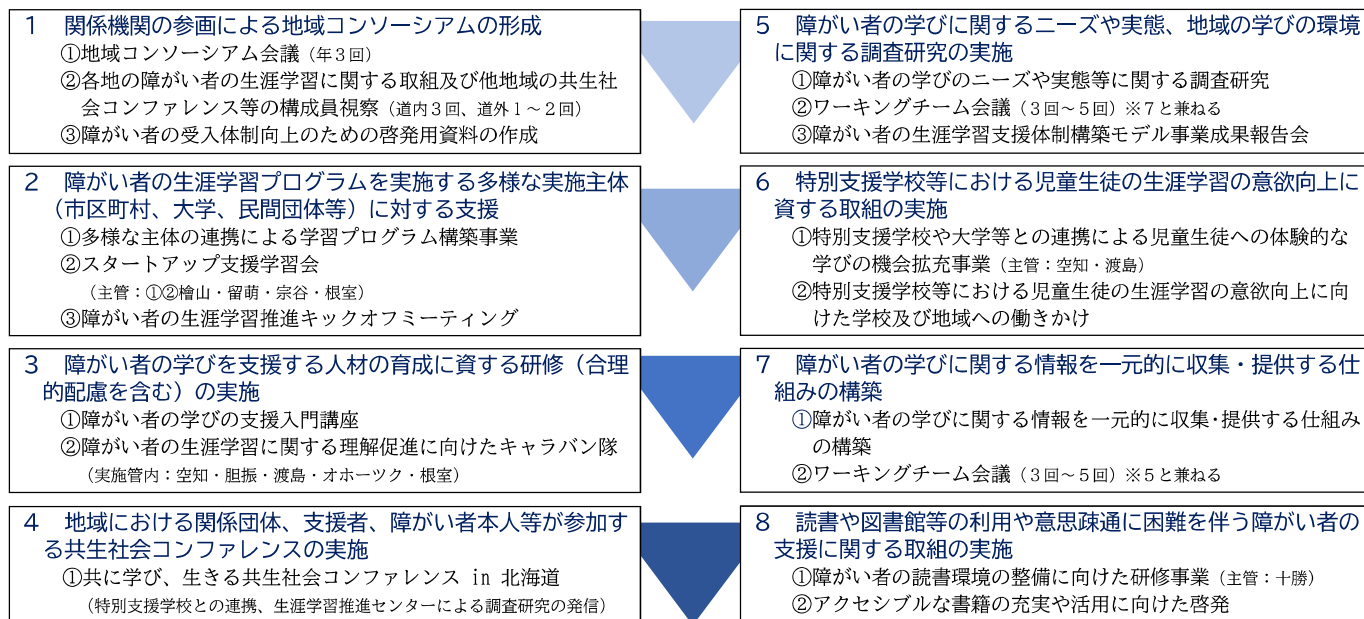 1 関係機関の参画による地域コンソーシアムの形成
①地域コンソーシアム会議（年３回）
②各地の障がい者の生涯学習に関する取組及び他地域の共生社
会コンファレンス等の構成員視察（道内３回、道外１～２回）
③障がい者の受入体制向上のための啓発用資料の作成
2 障がい者の生涯学習プログラムを実施する多様な実施主体
（市区町村、大学、民間団体等）に対する支援
①多様な主体の連携による学習プログラム構築事業
②スタートアップ支援学習会
（主管：①②檜山・留萌・宗谷・根室）
③障がい者の生涯学習推進キックオフミーティング
3 障がい者の学びを支援する人材の育成に資する研修（合理
的配慮を含む）の実施
①障がい者の学びの支援入門講座
②障がい者の生涯学習に関する理解促進に向けたキャラバン隊
（実施管内：空知・胆振・渡島・オホーツク・根室）
4 地域における関係団体、支援者、障がい者本人等が参加す
る共生社会コンファレンスの実施
①共に学び、生きる共生社会コンファレンス in 北海道
（特別支援学校との連携、生涯学習推進センターによる調査研究の発信）
5 障がい者の学びに関するニーズや実態、地域の学びの環境
に関する調査研究の実施
①障がい者の学びのニーズや実態等に関する調査研究
②ワーキングチーム会議（３回～５回）※７と兼ねる
③障がい者の生涯学習支援体制構築モデル事業成果報告会
6 特別支援学校等における児童生徒の生涯学習の意欲向上に
資する取組の実施
①特別支援学校や大学等との連携による児童生徒への体験的な
学びの機会拡充事業（主管：空知・渡島）
②特別支援学校等における児童生徒の生涯学習の意欲向上に向
けた学校及び地域への働きかけ
7 障がい者の学びに関する情報を一元的に収集・提供する仕
組みの構築
①障がい者の学びに関する情報を一元的に収集･提供する仕組み
の構築
②ワーキングチーム会議（３回～５回）※５と兼ねる
8 読書や図書館等の利用や意思疎通に困難を伴う障がい者の
支援に関する取組の実施
①障がい者の読書環境の整備に向けた研修事業（主管：十勝）
②アクセシブルな書籍の充実や活用に向けた啓発